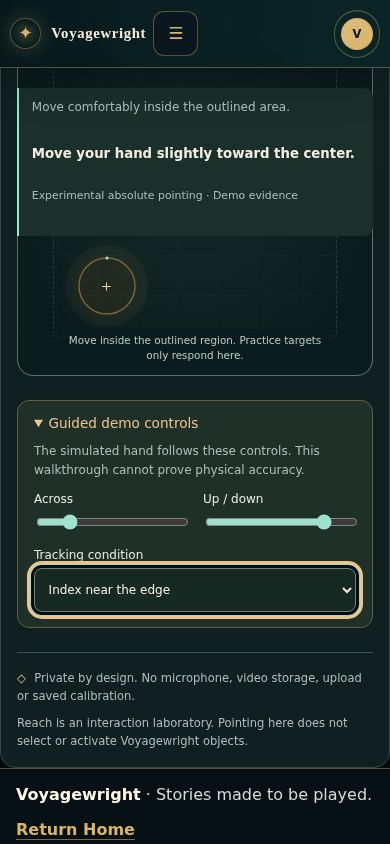 ✦ Voyagewright ☰ V
Move comfortably inside the outlined area.
Move your hand slightly toward the center.
Experimental absolute pointing · Demo evidence
+
Move inside the outlined region. Practice targets
only respond here.
▼ Guided demo controls
The simulated hand follows these controls. This
walkthrough cannot prove physical accuracy.
Across Up / down
Tracking condition
Index near the edge
◇ Private by design. No microphone, video storage, upload
or saved calibration.
Reach is an interaction laboratory. Pointing here does not
select or activate Voyagewright objects.
Voyagewright · Stories made to be played.
Return Home